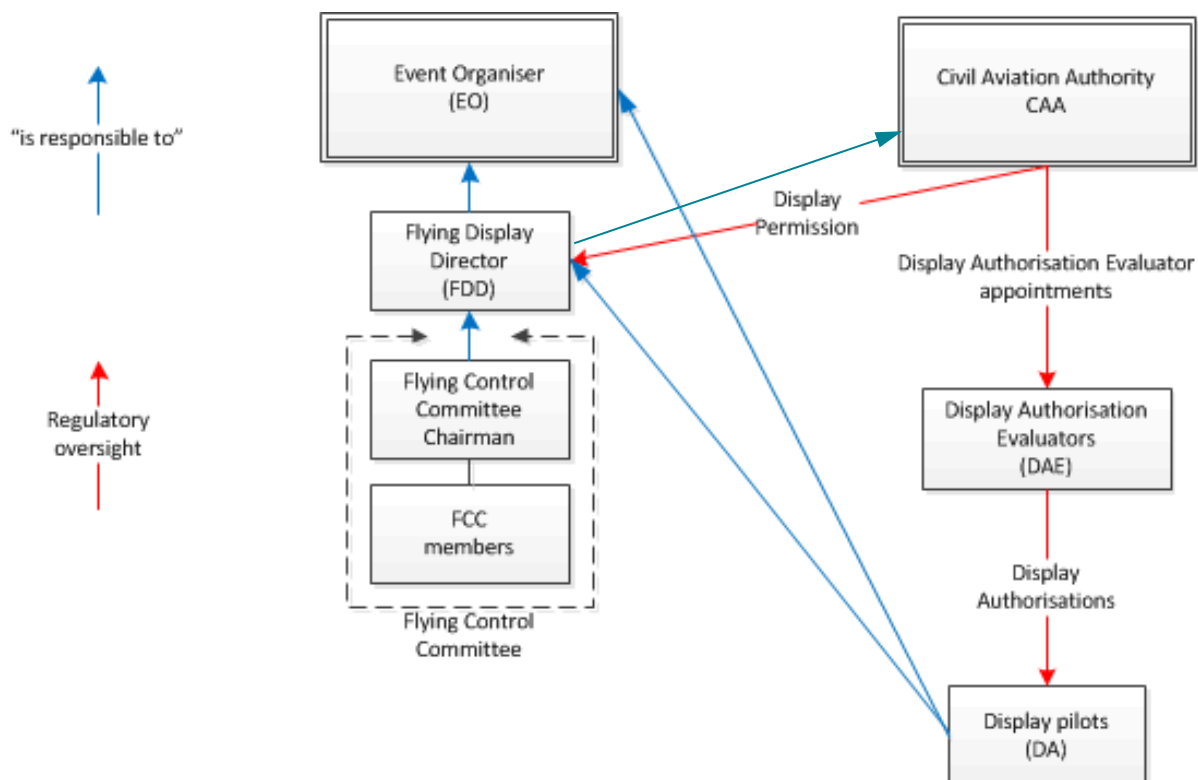 "is responsible to"
Regulatory
oversight
Event Organiser
(EO)
Civil Aviation Authority
CAA
Flying Display
Director
(FDD)
Display
Permission
Display Authorisation Evaluator
appointments
Flying Control
Committee
Chairman
FCC
members
Flying Control
Committee
Display Authorisation
Evaluators
(DAE)
Display
Authorisations
Display pilots
(DA)